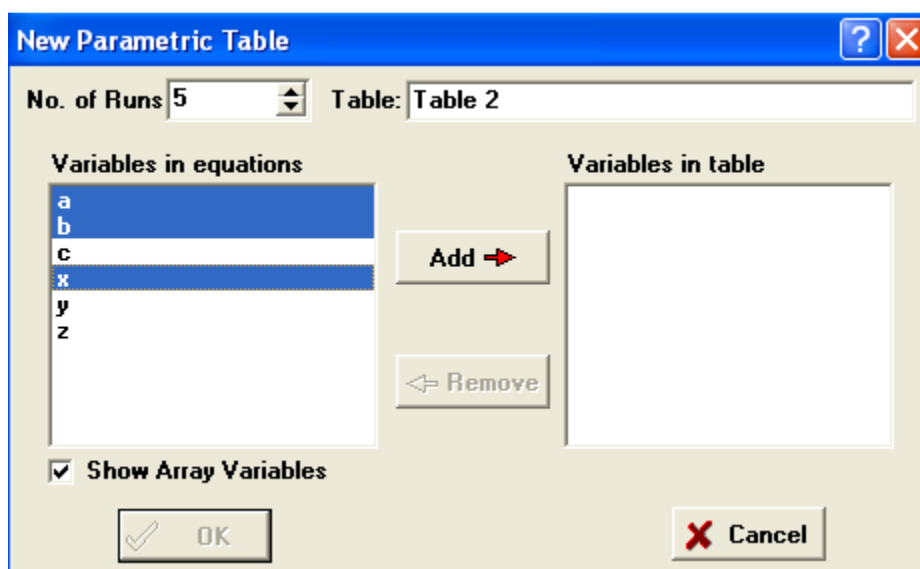 New Parametric Table
No. of Runs 5 Table: Table 2
Variables in equations Variables in table
a
b
c
x
y
z
Add
Remove
Show Array Variables
OK Cancel